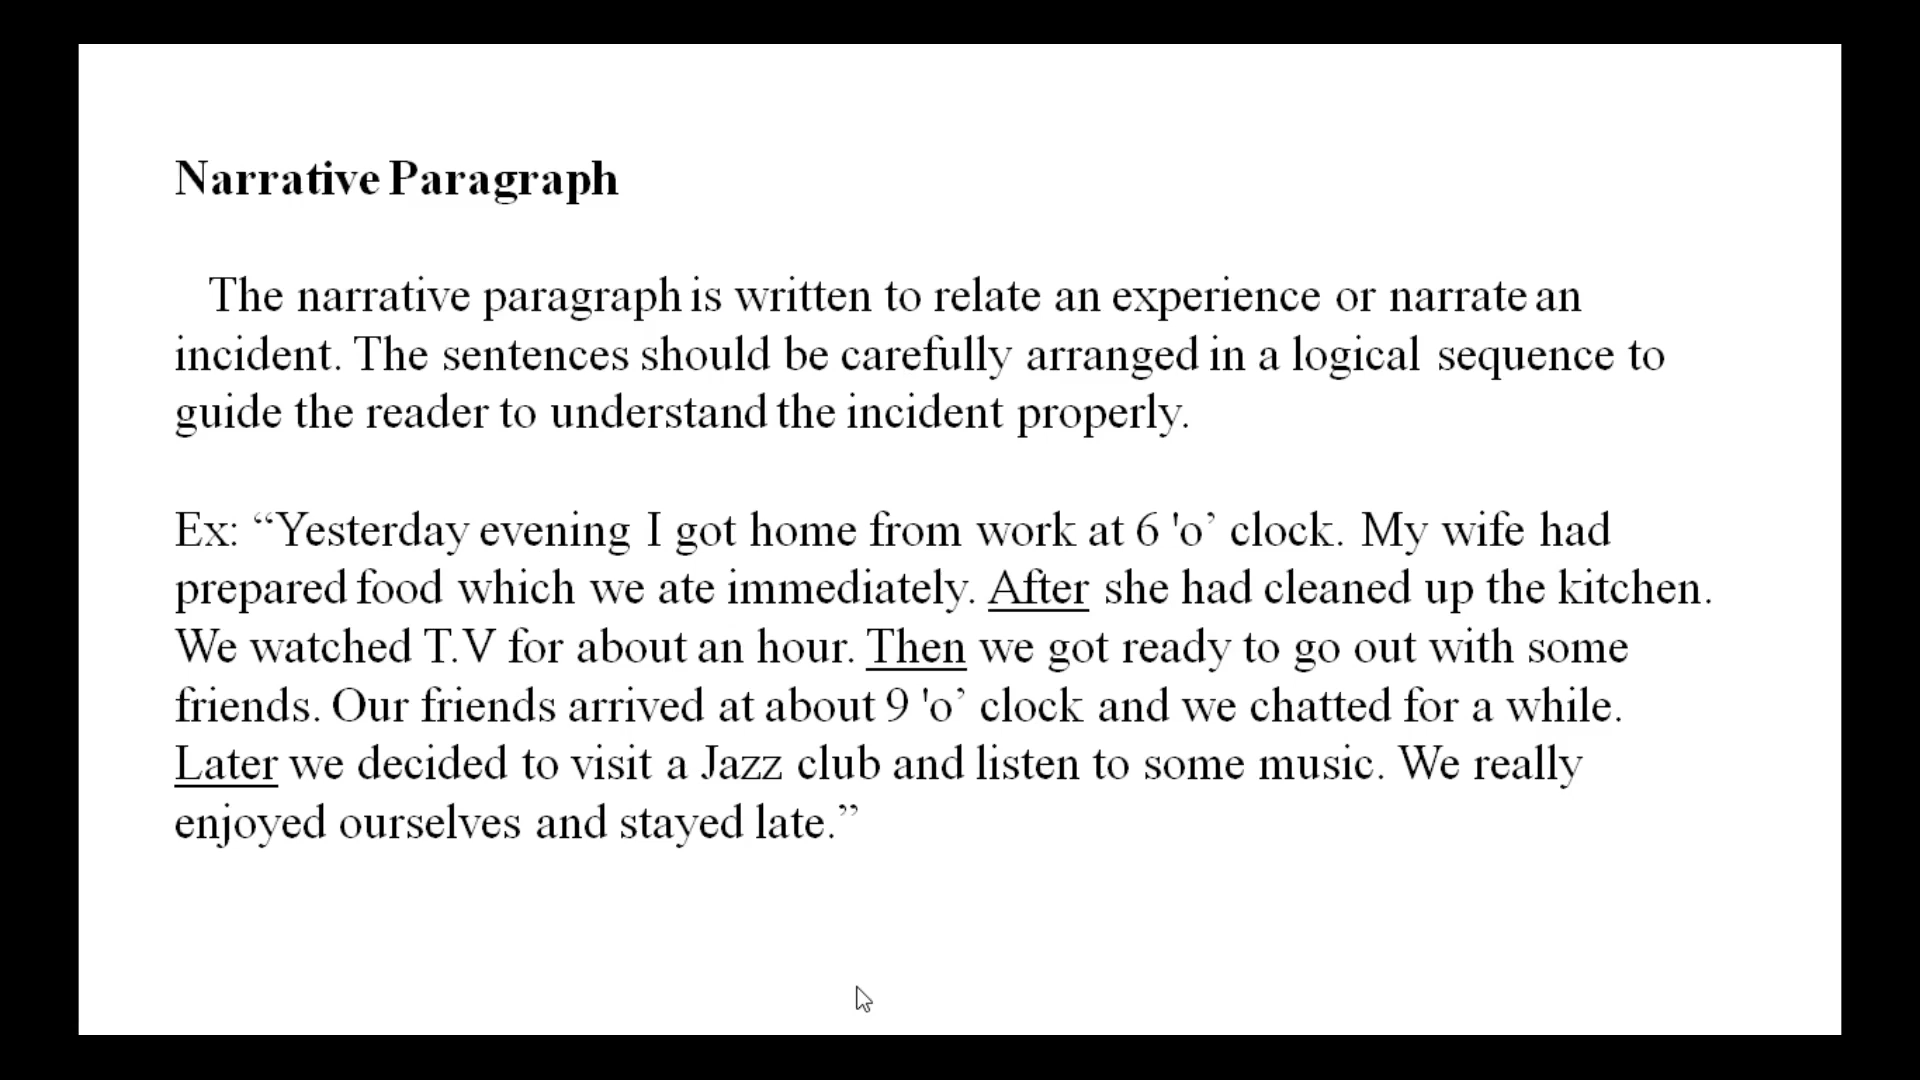 Narrative Paragraph
The narrative paragraph is written to relate an experience or narrate an
incident. The sentences should be carefully arranged in a logical sequence to
guide the reader to understand the incident properly.
Ex: “Yesterday evening I got home from work at 6 'o’ clock. My wife had
prepared food which we ate immediately. After she had cleaned up the kitchen.
We watched T.V for about an hour. Then we got ready to go out with some
friends. Our friends arrived at about 9 'o’ clock and we chatted for a while.
Later we decided to visit a Jazz club and listen to some music. We really
enjoyed ourselves and stayed late.”